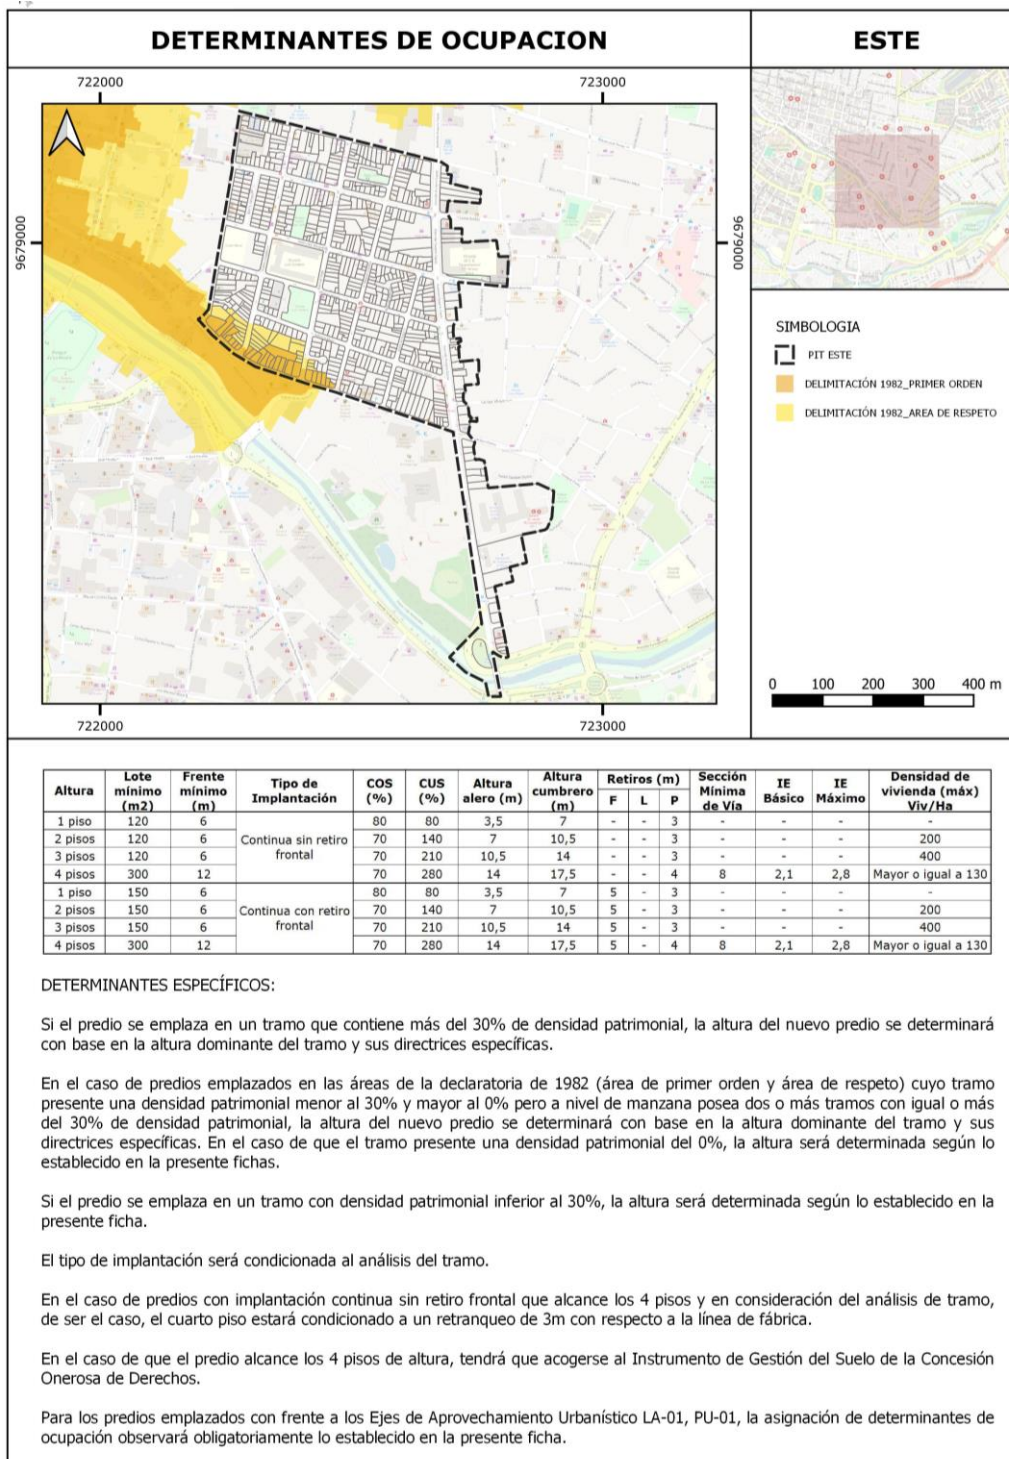 DETERMINANTES DE OCUPACION
ESTE
722000
723000
9679000
9679000
722000
723000
SIMBOLOGIA
PIT ESTE
DELIMITACIÓN 1982_PRIMER ORDEN
DELIMITACIÓN 1982_AREA DE RESPETO
0 100 200 300 400 m
Altura Lote mínimo (m2) Frente mínimo (m) Tipo de Implantación COS (%) CUS (%) Altura alero (m) Altura cumbrero (m) Retiros (m) F L P Sección Mínima de Vía IE Básico IE Máximo Densidad de vivienda (máx) Viv/Ha
1 piso 120 6 Continua sin retiro frontal 80 80 3,5 7 - - 3 - - - -
2 pisos 120 6 70 140 7 10,5 - - 3 - - - 200
3 pisos 120 6 70 210 10,5 14 - - 3 - - - 400
4 pisos 300 12 70 280 14 17,5 - - 4 8 2,1 2,8 Mayor o igual a 130
1 piso 150 6 Continua con retiro frontal 80 80 3,5 7 5 - 3 - - - -
2 pisos 150 6 70 140 7 10,5 5 - 3 - - - 200
3 pisos 150 6 70 210 10,5 14 5 - 3 - - - 400
4 pisos 300 12 70 280 14 17,5 5 - 4 8 2,1 2,8 Mayor o igual a 130
DETERMINANTES ESPECÍFICOS:
Si el predio se emplaza en un tramo que contiene más del 30% de densidad patrimonial, la altura del nuevo predio se determinará
con base en la altura dominante del tramo y sus directrices específicas.
En el caso de predios emplazados en las áreas de la declaratoria de 1982 (área de primer orden y área de respeto) cuyo tramo
presente una densidad patrimonial menor al 30% y mayor al 0% pero a nivel de manzana posea dos o más tramos con igual o más
del 30% de densidad patrimonial, la altura del nuevo predio se determinará con base en la altura dominante del tramo y sus
directrices específicas. En el caso de que el tramo presente una densidad patrimonial del 0%, la altura será determinada según lo
establecido en la presente fichas.
Si el predio se emplaza en un tramo con densidad patrimonial inferior al 30%, la altura será determinada según lo establecido en la
presente ficha.
El tipo de implantación será condicionada al análisis del tramo.
En el caso de predios con implantación continua sin retiro frontal que alcance los 4 pisos y en consideración del análisis de tramo,
de ser el caso, el cuarto piso estará condicionado a un retranqueo de 3m con respecto a la línea de fábrica.
En el caso de que el predio alcance los 4 pisos de altura, tendrá que acogerse al Instrumento de Gestión del Suelo de la Concesión
Onerosa de Derechos.
Para los predios emplazados con frente a los Ejes de Aprovechamiento Urbanístico LA-01, PU-01, la asignación de determinantes de
ocupación observará obligatoriamente lo establecido en la presente ficha.